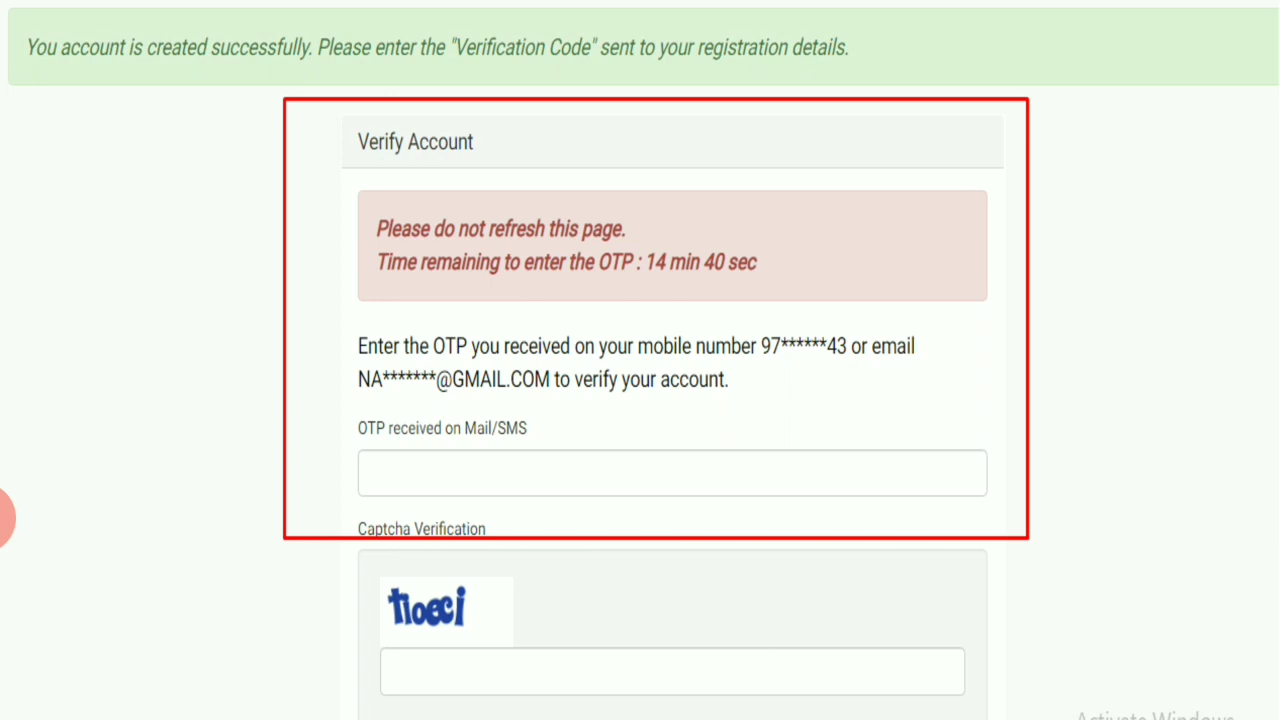 You account is created successfully. Please enter the "Verification Code" sent to your registration details.
Verify Account
Please do not refresh this page.
Time remaining to enter the OTP : 14 min 40 sec
Enter the OTP you received on your mobile number 97******43 or email
NA*******@GMAIL.COM to verify your account.
OTP received on Mail/SMS
Captcha Verification
Activate Windows